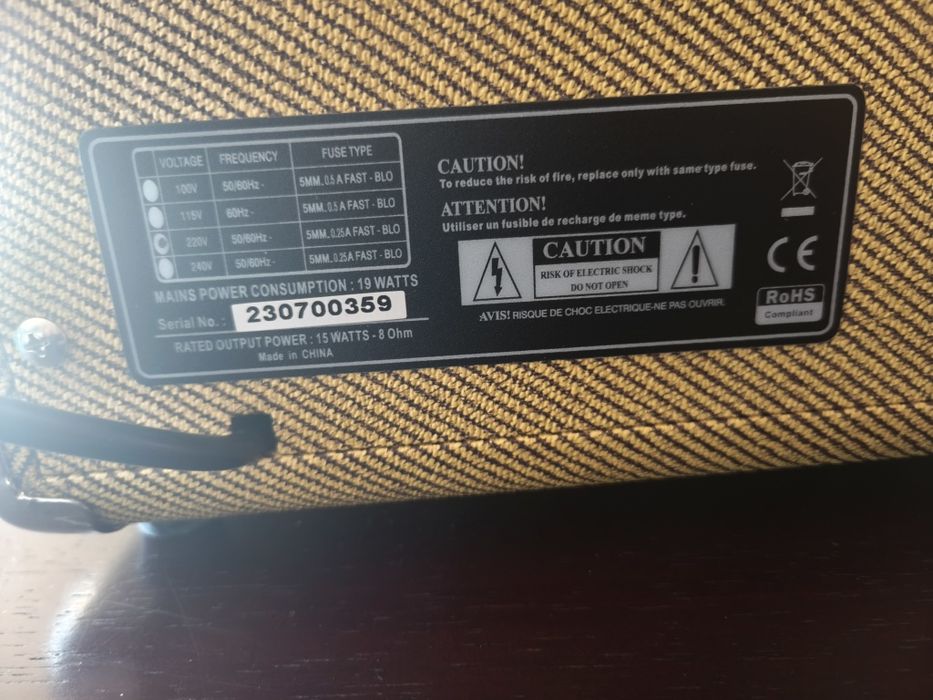 VOLTAGE FREQUENCY FUSE TYPE
100V 50/60Hz - 5MM..0.5 A FAST - BLO
115V 60Hz - 5MM..0.5 A FAST - BLO
220V 50/60Hz - 5MM..0.25A FAST - BLO
240V 50/60Hz - 5MM..0.25A FAST - BLO
MAINS POWER CONSUMPTION : 19 WATTS
Serial No. : 230700359
RATED OUTPUT POWER : 15 WATTS - 8 Ohm
Made in CHINA
CAUTION!
To reduce the risk of fire, replace only with same type fuse.
ATTENTION!
Utiliser un fusible de recharge de meme type.
CAUTION
RISK OF ELECTRIC SHOCK
DO NOT OPEN
AVIS! RISQUE DE CHOC ELECTRIQUE-NE PAS OUVRIR.
CE
RoHS
Compliant